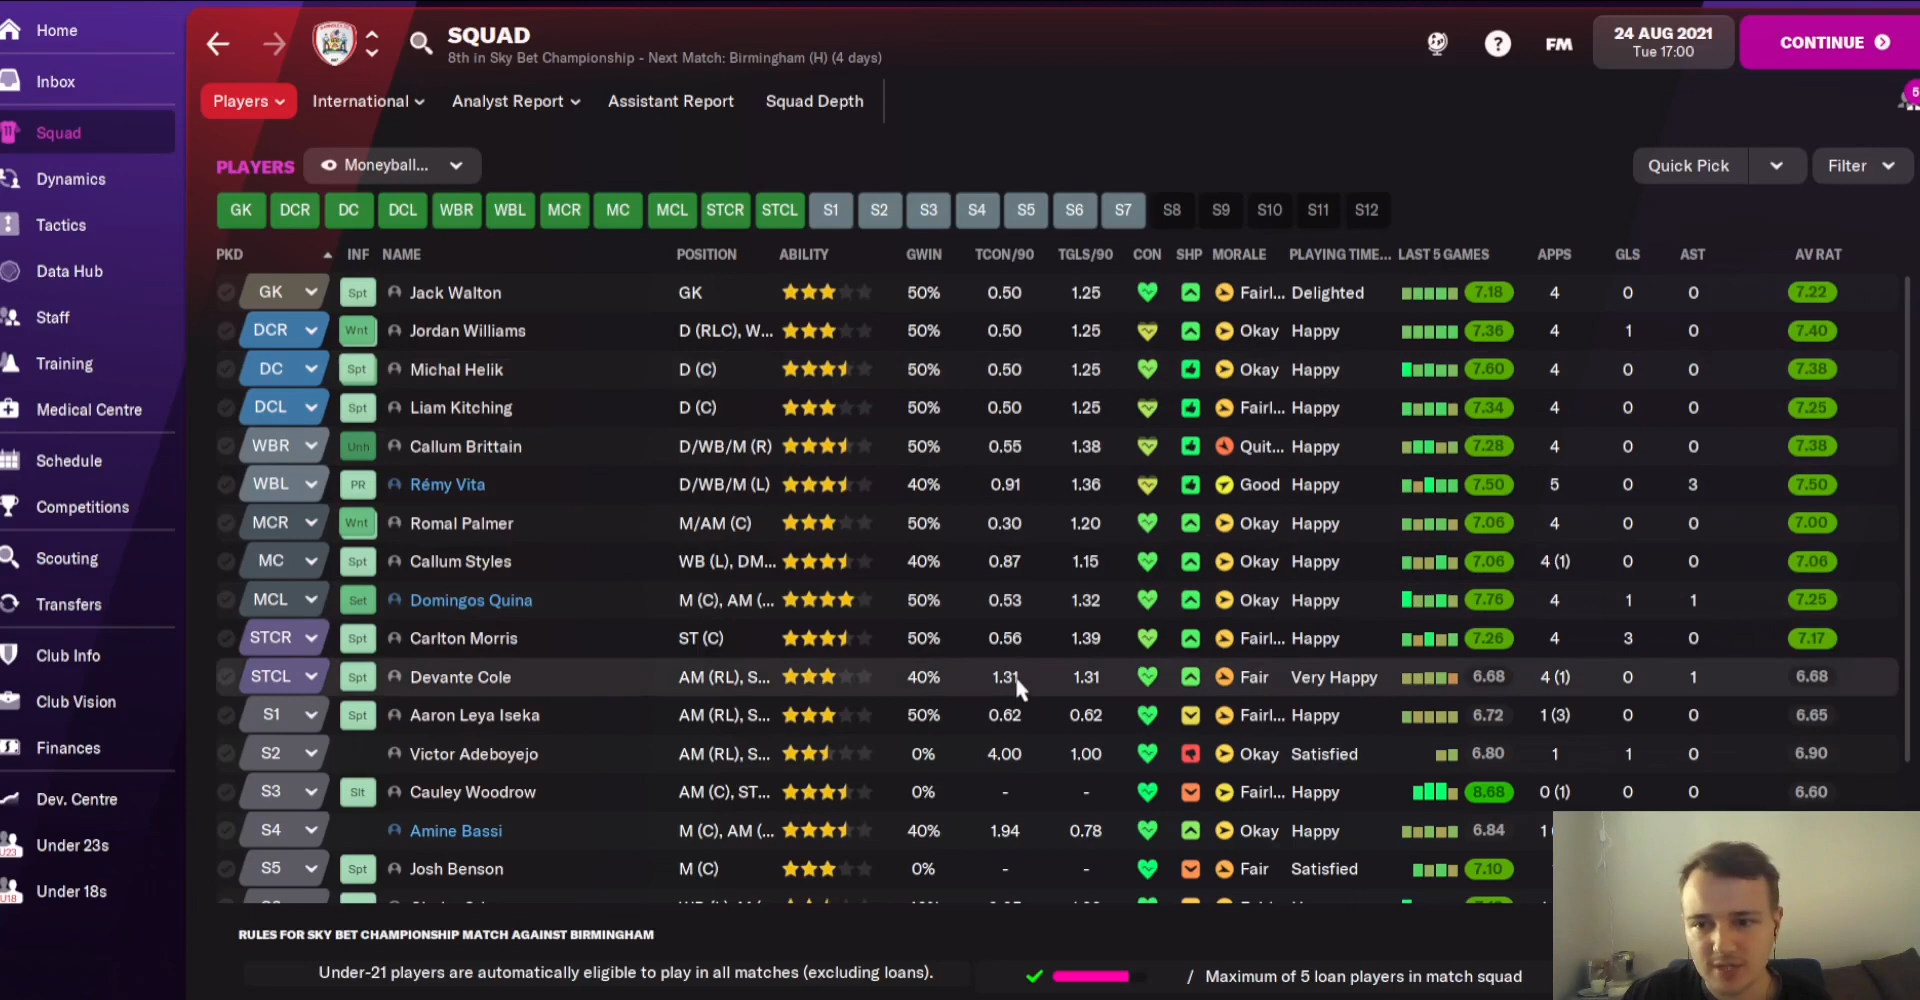 Home
Inbox
Squad
Dynamics
Tactics
Data Hub
Staff
Training
Medical Centre
Schedule
Competitions
Scouting
Transfers
Club Info
Club Vision
Finances
Dev. Centre
U23 Under 23s
U18 Under 18s
SQUAD
8th in Sky Bet Championship - Next Match: Birmingham (H) (4 days)
? FM
24 AUG 2021
Tue 17:00
CONTINUE
Players International Analyst Report Assistant Report Squad Depth
PLAYERS Moneyball... Quick Pick Filter
GK DCR DC DCL WBR WBL MCR MC MCL STCR STCL S1 S2 S3 S4 S5 S6 S7 S8 S9 S10 S11 S12
PKD INF NAME POSITION ABILITY GWIN TCON/90 TGLS/90 CON SHP MORALE PLAYING TIME... LAST 5 GAMES APPS GLS AST AV RAT
GK Spt Jack Walton GK 50% 0.50 1.25 Fairl... Delighted 7.18 4 0 0 7.22
DCR Wnt Jordan Williams D (RLC), W... 50% 0.50 1.25 Okay Happy 7.36 4 1 0 7.40
DC Spt Michal Helik D (C) 50% 0.50 1.25 Okay Happy 7.60 4 0 0 7.38
DCL Spt Liam Kitching D (C) 50% 0.50 1.25 Fairl... Happy 7.34 4 0 0 7.25
WBR Unh Callum Brittain D/WB/M (R) 50% 0.55 1.38 Quit... Happy 7.28 4 0 0 7.38
WBL PR Rémy Vita D/WB/M (L) 40% 0.91 1.36 Good Happy 7.50 5 0 3 7.50
MCR Wnt Romal Palmer M/AM (C) 50% 0.30 1.20 Okay Happy 7.06 4 0 0 7.00
MC Spt Callum Styles WB (L), DM... 40% 0.87 1.15 Okay Happy 7.06 4 (1) 0 0 7.06
MCL Set Domingos Quina M (C), AM (... 50% 0.53 1.32 Okay Happy 7.76 4 1 1 7.25
STCR Spt Carlton Morris ST (C) 50% 0.56 1.39 Fairl... Happy 7.26 4 3 0 7.17
STCL Spt Devante Cole AM (RL), S... 40% 1.31 1.31 Fair Very Happy 6.68 4 (1) 0 1 6.68
S1 Spt Aaron Leya Iseka AM (RL), S... 50% 0.62 0.62 Fairl... Happy 6.72 1 (3) 0 0 6.65
S2 Victor Adeboyejo AM (RL), S... 0% 4.00 1.00 Okay Satisfied 6.80 1 1 0 6.90
S3 Slt Cauley Woodrow AM (C), ST... 0% - - Fairl... Happy 8.68 0 (1) 0 0 6.60
S4 Amine Bassi M (C), AM (... 40% 1.94 0.78 Okay Happy 6.84
S5 Spt Josh Benson M (C) 0% - - Fair Satisfied 7.10
RULES FOR SKY BET CHAMPIONSHIP MATCH AGAINST BIRMINGHAM
Under-21 players are automatically eligible to play in all matches (excluding loans).
/ Maximum of 5 loan players in match squad